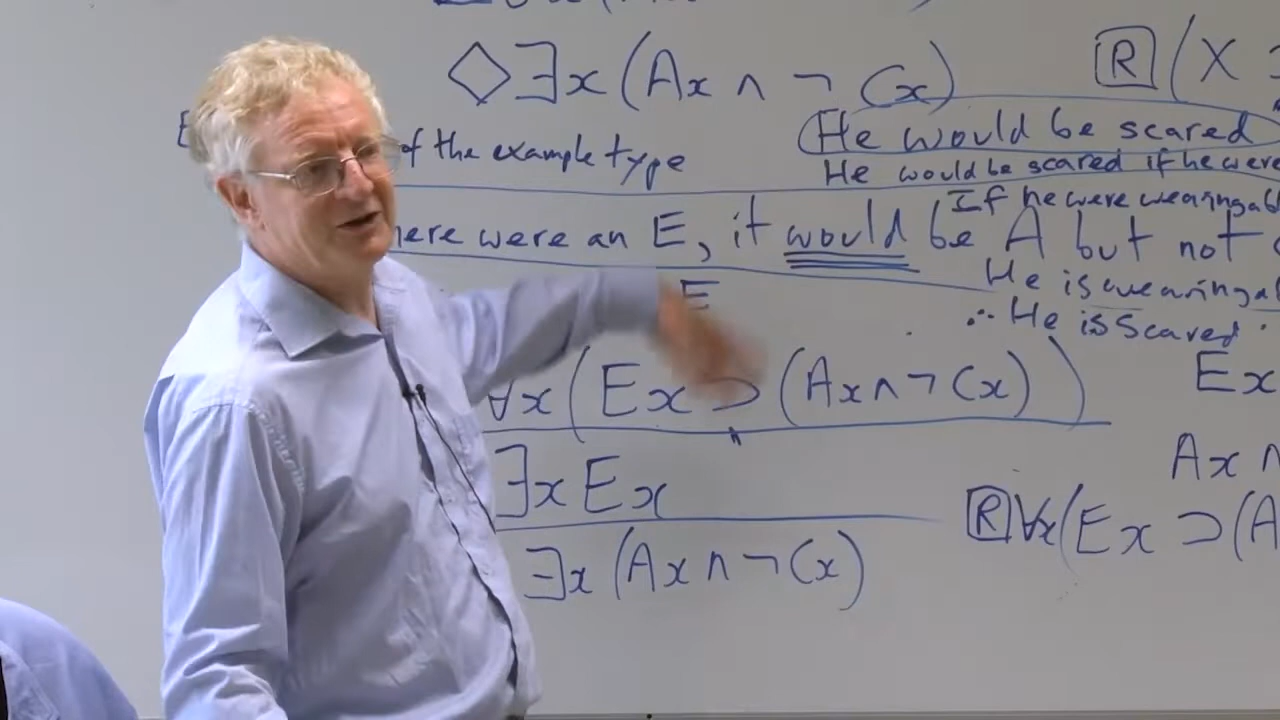 ◇∃x(Ax ∧ ¬Cx)
R (X
He would be scared
of the example type
He would be scared if he were
If he were wearing a
here were an E, it would be A but not
He is wearing a
E
∴ He is scared.
∀x(Ex ⊃ (Ax ∧ ¬Cx))
Ex
∃x Ex
Ax ∧
R ∀x(Ex ⊃ (A
∃x(Ax ∧ ¬Cx)